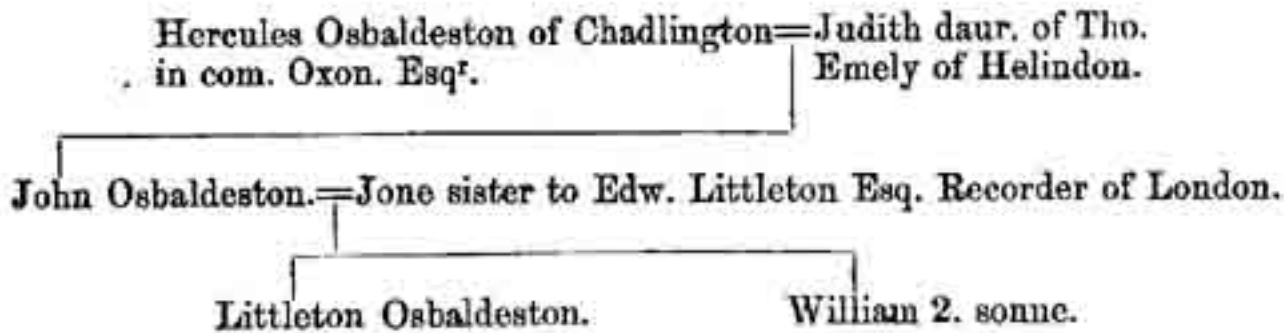 Hercules Osbaldeston of Chadlington=Judith daur. of Tho.
in com. Oxon. Esqʳ. Emely of Helindon.
John Osbaldeston.=Jone sister to Edw. Littleton Esq. Recorder of London.
Littleton Osbaldeston. William 2. sonne.